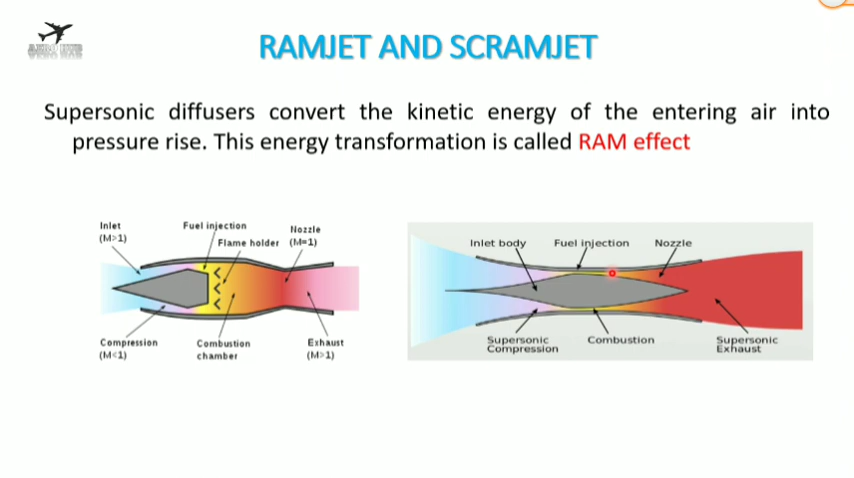 AERO HUB
RAMJET AND SCRAMJET
Supersonic diffusers convert the kinetic energy of the entering air into
pressure rise. This energy transformation is called RAM effect
Inlet
(M>1)
Fuel injection
Flame holder
Nozzle
(M=1)
Compression
(M<1)
Combustion
chamber
Exhaust
(M>1)
Inlet body
Fuel injection
Nozzle
Supersonic
Compression
Combustion
Supersonic
Exhaust